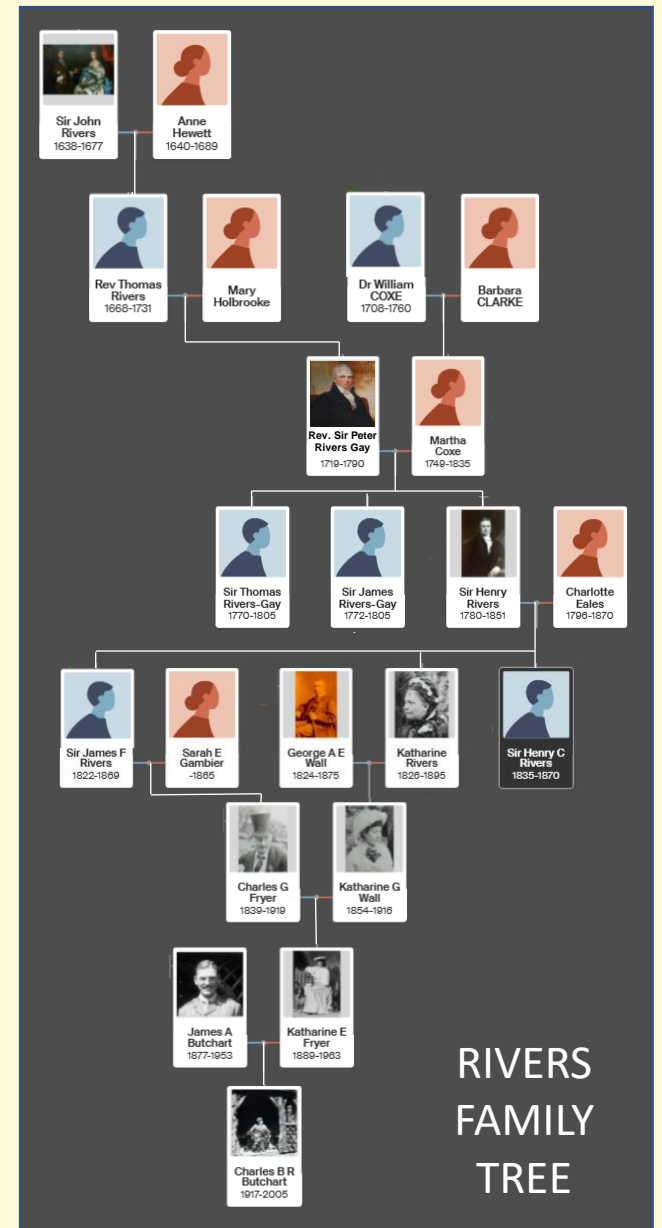 Sir John
Rivers
1638-1677
Anne
Hewett
1640-1689
Rev Thomas
Rivers
1668-1731
Mary
Holbrooke
Dr William
COXE
1708-1760
Barbara
CLARKE
Rev. Sir Peter
Rivers Gay
1719-1790
Martha
Coxe
1749-1835
Sir Thomas
Rivers-Gay
1770-1805
Sir James
Rivers-Gay
1772-1805
Sir Henry
Rivers
1780-1851
Charlotte
Eales
1796-1870
Sir James F
Rivers
1822-1869
Sarah E
Gambier
-1865
George A E
Wall
1824-1875
Katharine
Rivers
1826-1895
Sir Henry C
Rivers
1835-1870
Charles G
Fryer
1839-1919
Katharine G
Wall
1854-1916
James A
Butchart
1877-1953
Katharine E
Fryer
1889-1963
Charles B R
Butchart
1917-2005
RIVERS
FAMILY
TREE